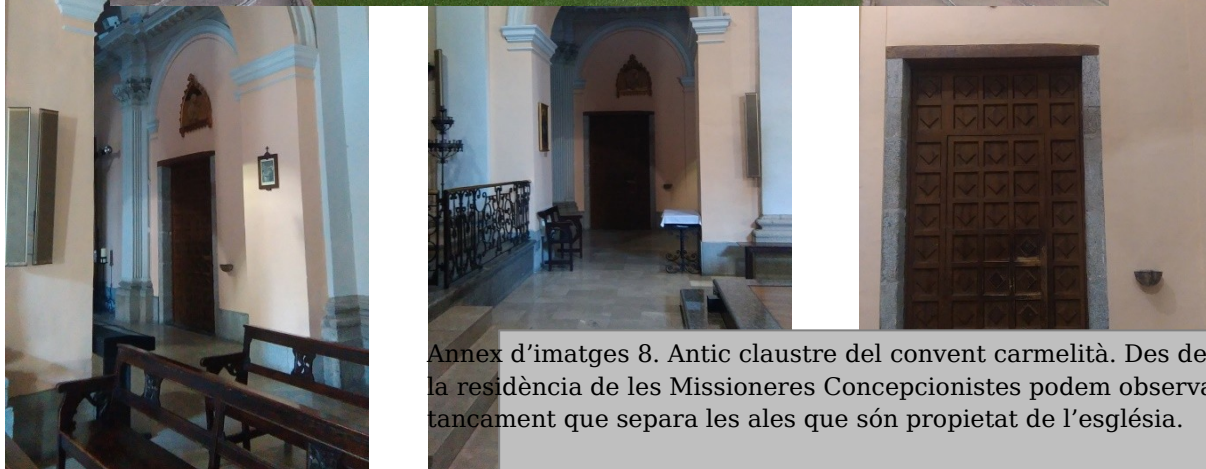 Annex d’imatges 8. Antic claustre del convent carmelità. Des de
la residència de les Missioneres Concepcionistes podem observa
tancament que separa les ales que són propietat de l’església.